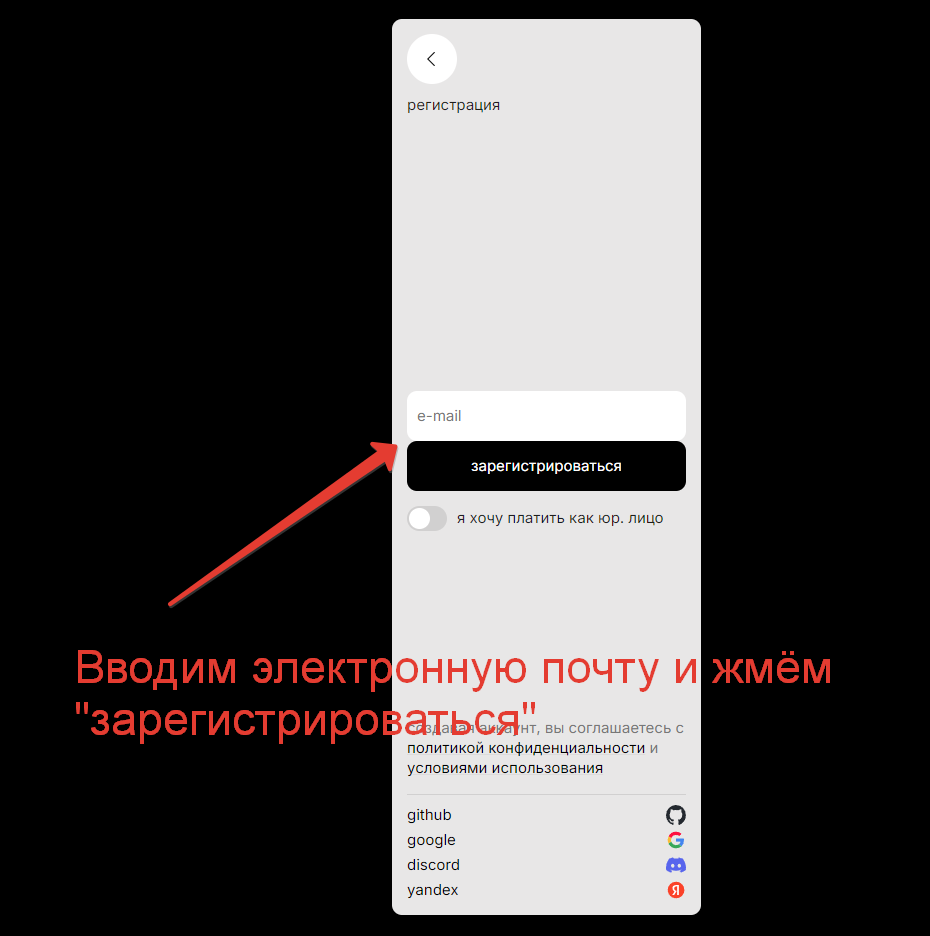 регистрация
e-mail
зарегистрироваться
я хочу платить как юр. лицо
Вводим электронную почту и жмём
"зарегистрироваться"
создавая аккаунт, вы соглашаетесь с
политикой конфиденциальности и
условиями использования
github
google
discord
yandex